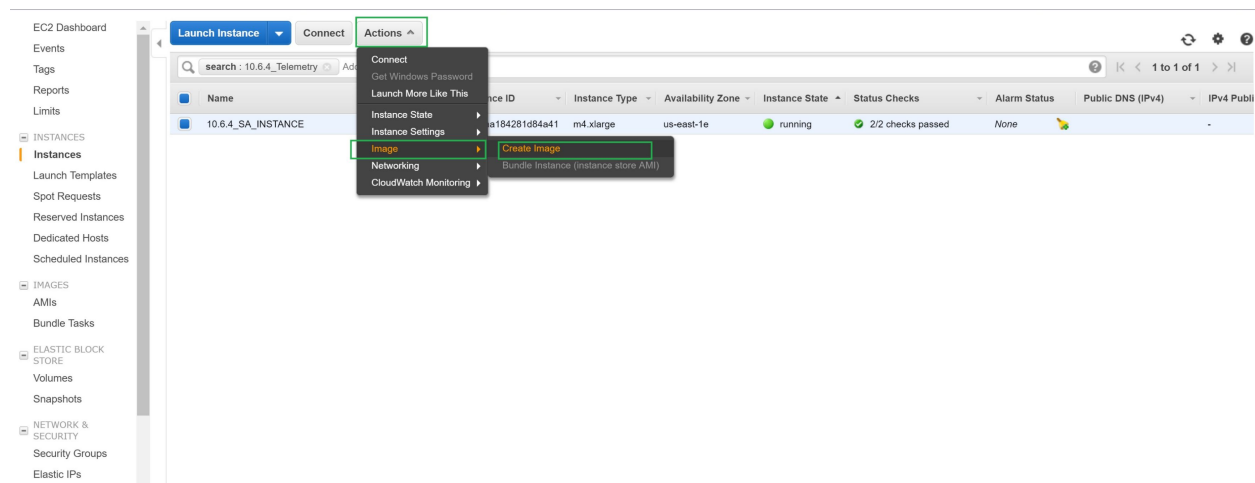 EC2 Dashboard
Events
Tags
Reports
Limits
INSTANCES
Instances
Launch Templates
Spot Requests
Reserved Instances
Dedicated Hosts
Scheduled Instances
IMAGES
AMIs
Bundle Tasks
ELASTIC BLOCK
STORE
Volumes
Snapshots
NETWORK &
SECURITY
Security Groups
Elastic IPs
Launch Instance Connect Actions
search : 10.6.4_Telemetry Add
1 to 1 of 1
Name nce ID Instance Type Availability Zone Instance State Status Checks Alarm Status Public DNS (IPv4) IPv4 Publi
10.6.4_SA_INSTANCE a184281d84a41 m4.xlarge us-east-1e running 2/2 checks passed None -
Connect
Get Windows Password
Launch More Like This
Instance State
Instance Settings
Image
Networking
CloudWatch Monitoring
Create Image
Bundle Instance (instance store AMI)